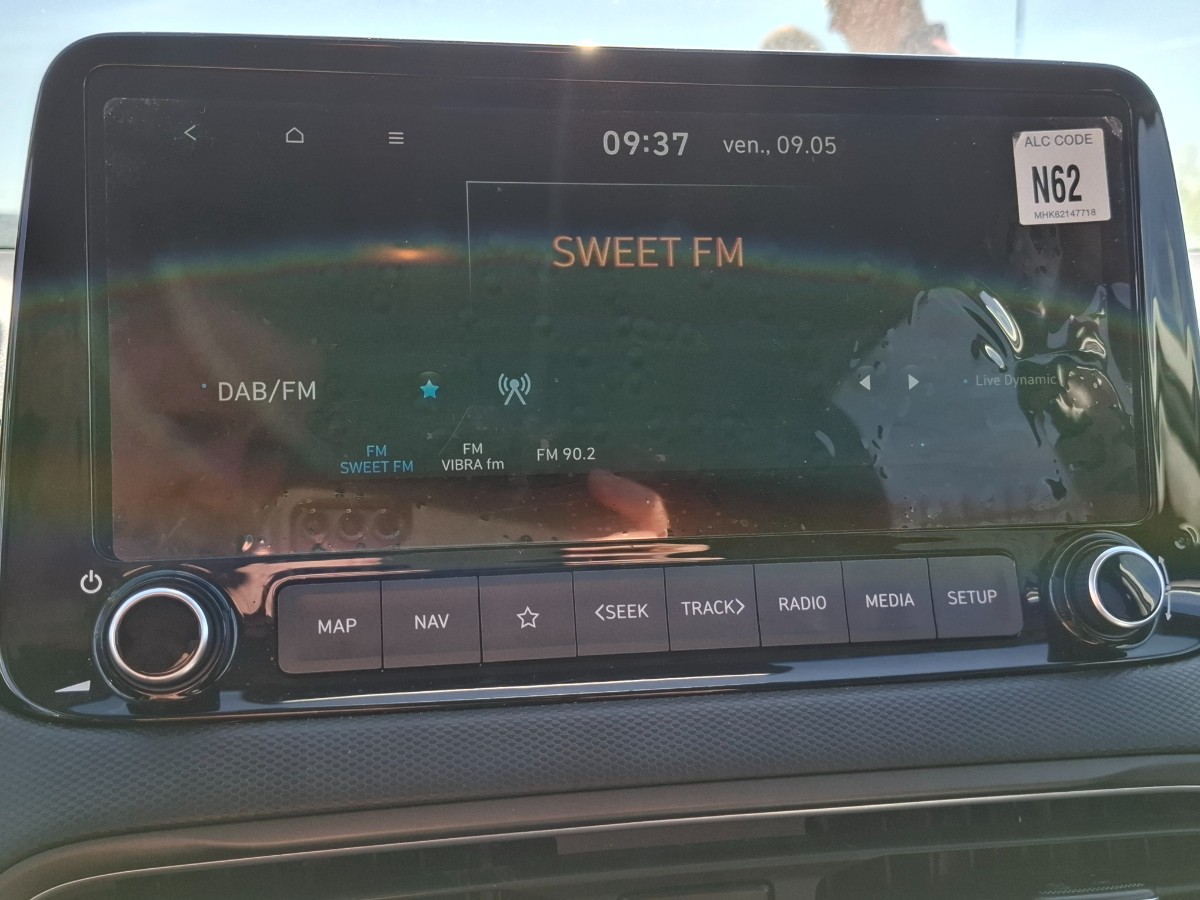 09:37 ven., 09.05
ALC CODE
N62
MHK62147718
SWEET FM
DAB/FM
Live Dynamic
FM
SWEET FM
FM
VIBRA fm
FM 90.2
MAP NAV <SEEK TRACK> RADIO MEDIA SETUP